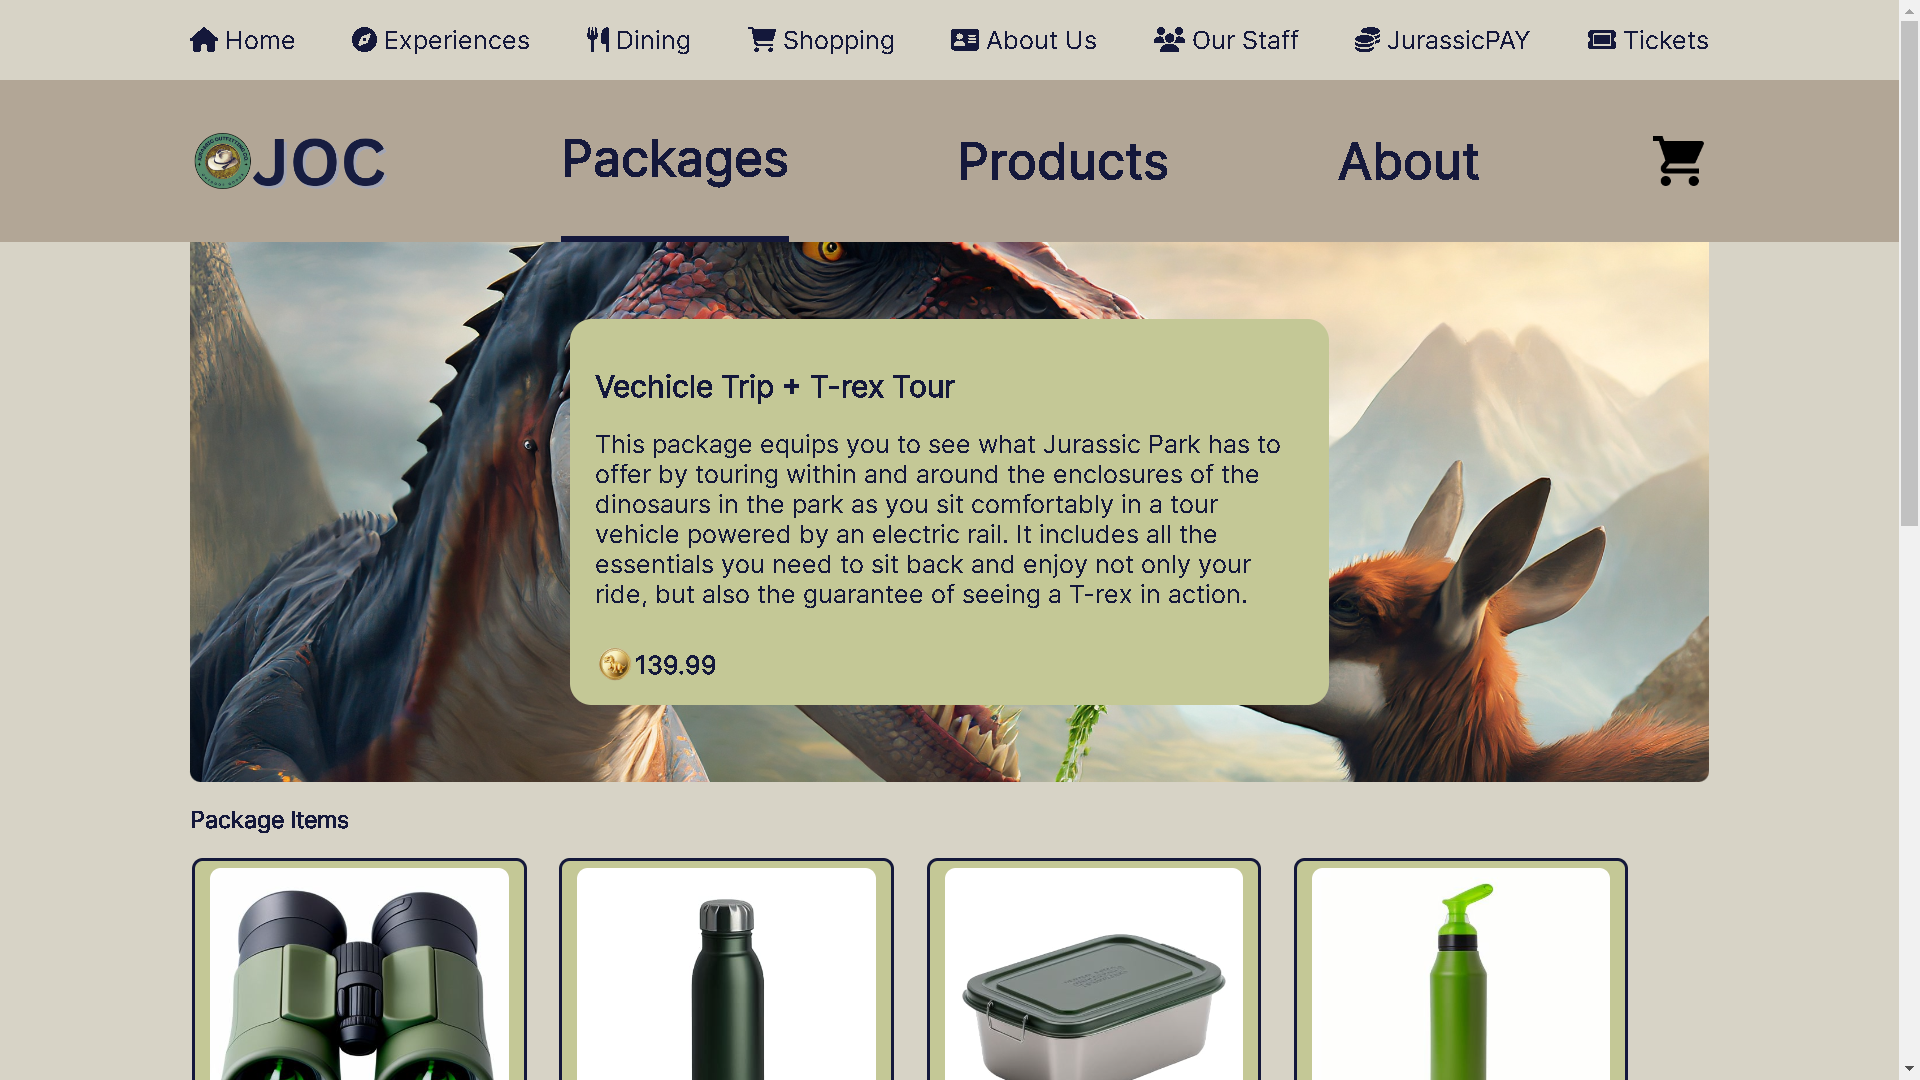 Home Experiences Dining Shopping About Us Our Staff JurassicPAY Tickets
JOC Packages Products About
Vechicle Trip + T-rex Tour
This package equips you to see what Jurassic Park has to
offer by touring within and around the enclosures of the
dinosaurs in the park as you sit comfortably in a tour
vehicle powered by an electric rail. It includes all the
essentials you need to sit back and enjoy not only your
ride, but also the guarantee of seeing a T-rex in action.
139.99
Package Items